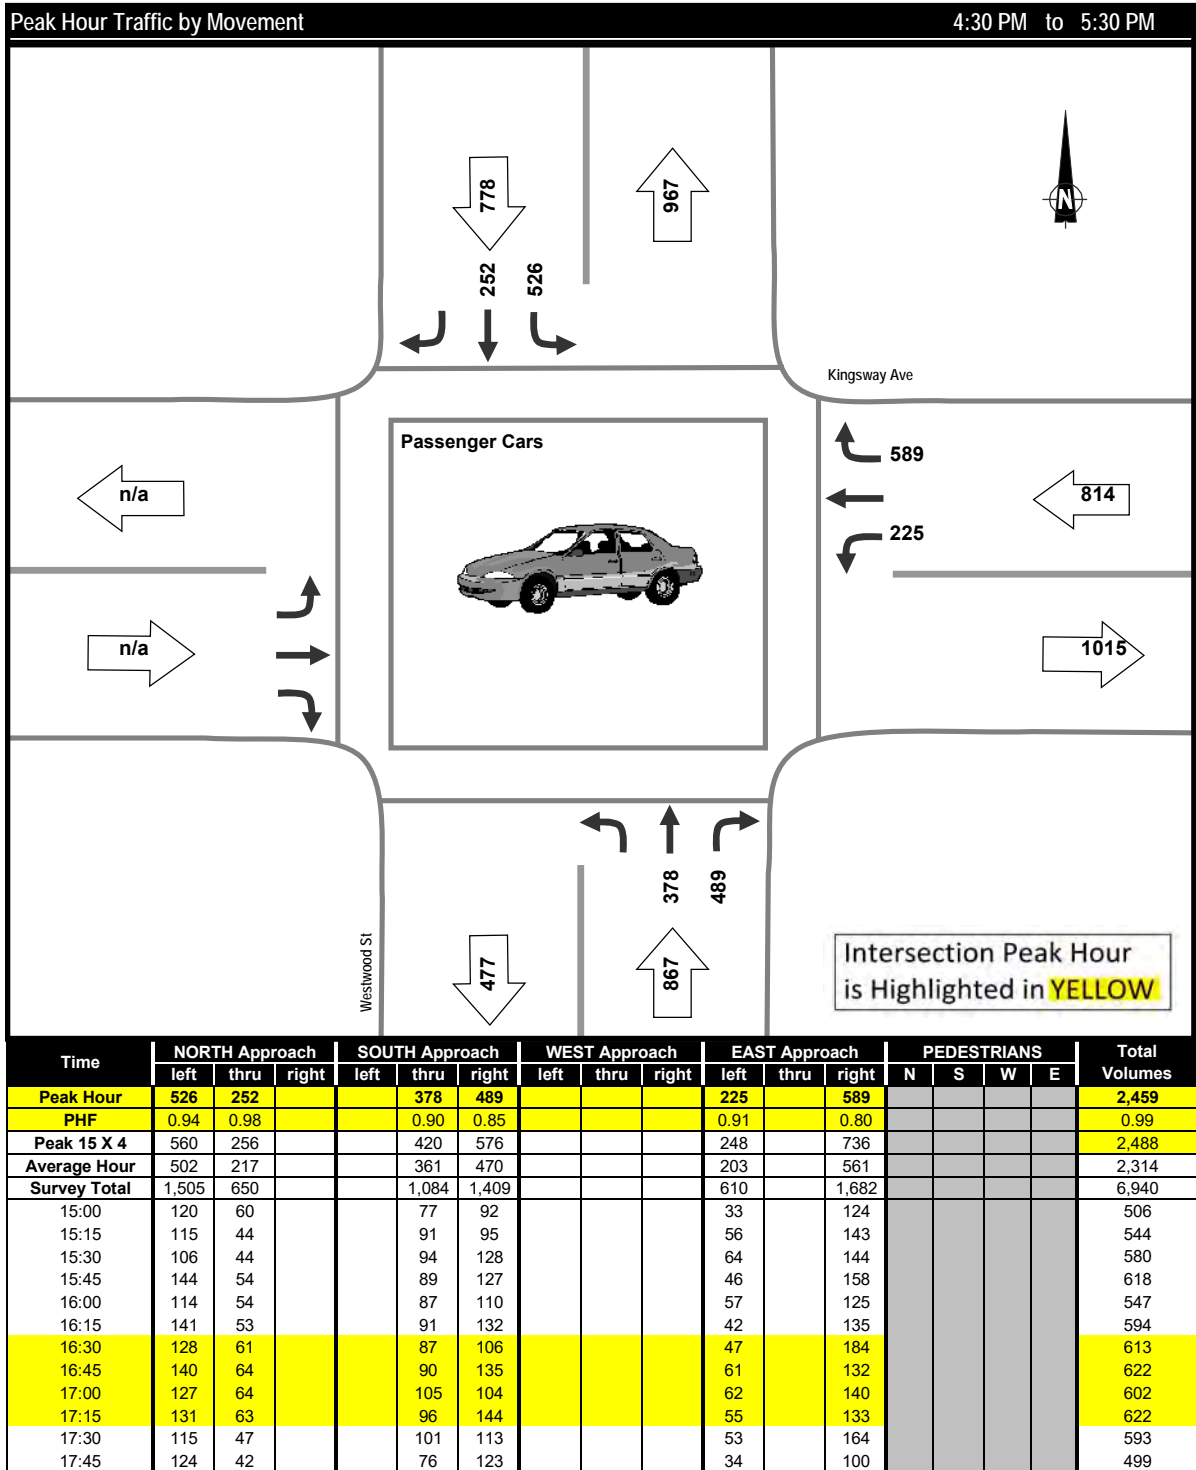 Peak Hour Traffic by Movement 4:30 PM to 5:30 PM
778
967
N
252
526
Kingsway Ave
Passenger Cars
589
n/a
814
225
n/a
1015
378
489
Westwood St
477
867
Intersection Peak Hour
is Highlighted in YELLOW
Time NORTH Approach SOUTH Approach WEST Approach EAST Approach PEDESTRIANS Total
left thru right left thru right left thru right left thru right N S W E Volumes
Peak Hour 526 252 378 489 225 589 2,459
PHF 0.94 0.98 0.90 0.85 0.91 0.80 0.99
Peak 15 X 4 560 256 420 576 248 736 2,488
Average Hour 502 217 361 470 203 561 2,314
Survey Total 1,505 650 1,084 1,409 610 1,682 6,940
15:00 120 60 77 92 33 124 506
15:15 115 44 91 95 56 143 544
15:30 106 44 94 128 64 144 580
15:45 144 54 89 127 46 158 618
16:00 114 54 87 110 57 125 547
16:15 141 53 91 132 42 135 594
16:30 128 61 87 106 47 184 613
16:45 140 64 90 135 61 132 622
17:00 127 64 105 104 62 140 602
17:15 131 63 96 144 55 133 622
17:30 115 47 101 113 53 164 593
17:45 124 42 76 123 34 100 499